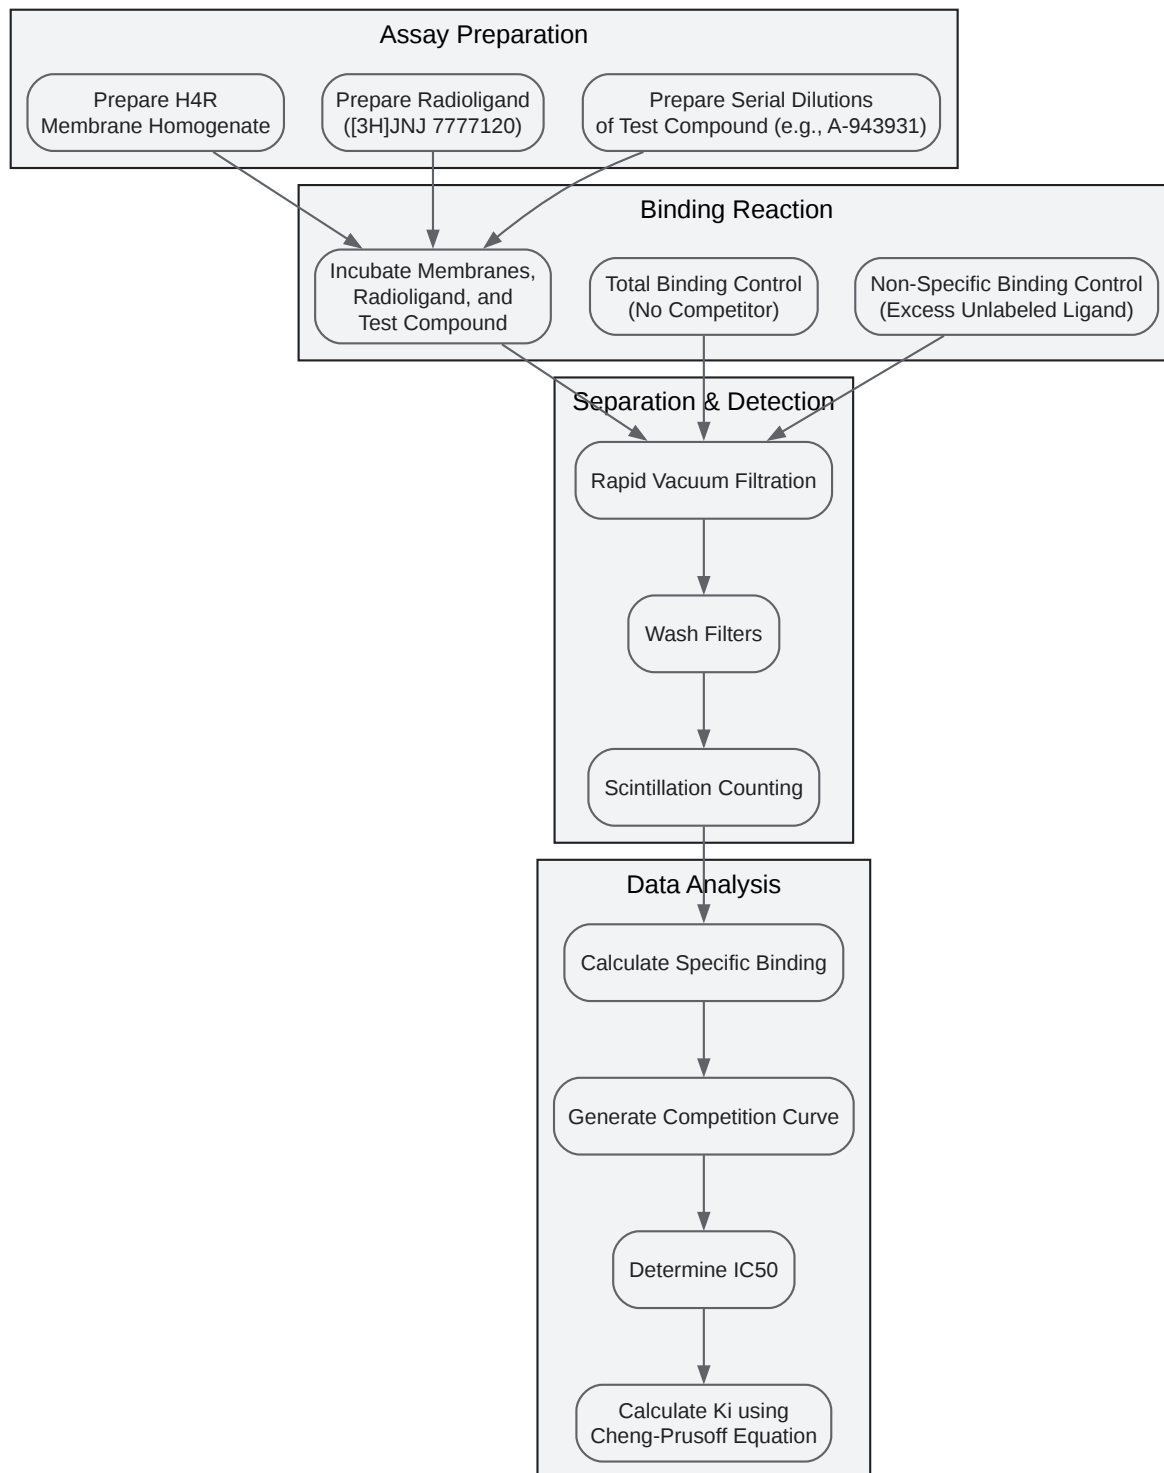 Assay Preparation
Prepare H4R
Membrane Homogenate
Prepare Radioligand
([3H]JNJ 7777120)
Prepare Serial Dilutions
of Test Compound (e.g., A-943931)
Binding Reaction
Incubate Membranes,
Radioligand, and
Test Compound
Total Binding Control
(No Competitor)
Non-Specific Binding Control
(Excess Unlabeled Ligand)
Separation & Detection
Rapid Vacuum Filtration
Wash Filters
Scintillation Counting
Data Analysis
Calculate Specific Binding
Generate Competition Curve
Determine IC50
Calculate Ki using
Cheng-Prusoff Equation